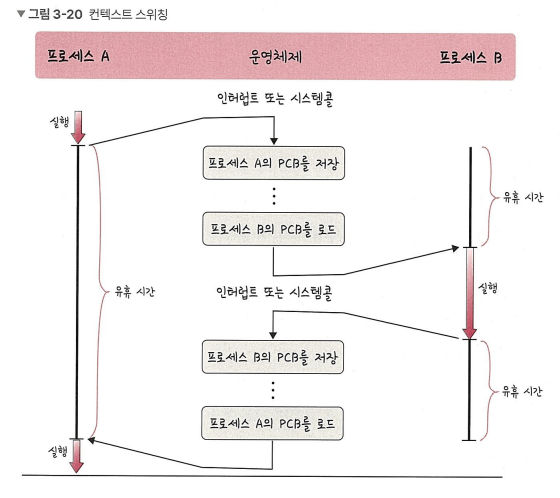 ▼ 그림 3-20 컨텍스트 스위칭
프로세스 A 운영체제 프로세스 B
인터럽트 또는 시스템콜
실행
프로세스 A의 PCB를 저장
유휴 시간
프로세스 B의 PCB를 로드
유휴 시간
인터럽트 또는 시스템콜
실행
프로세스 B의 PCB를 저장
유휴 시간
프로세스 A의 PCB를 로드
실행